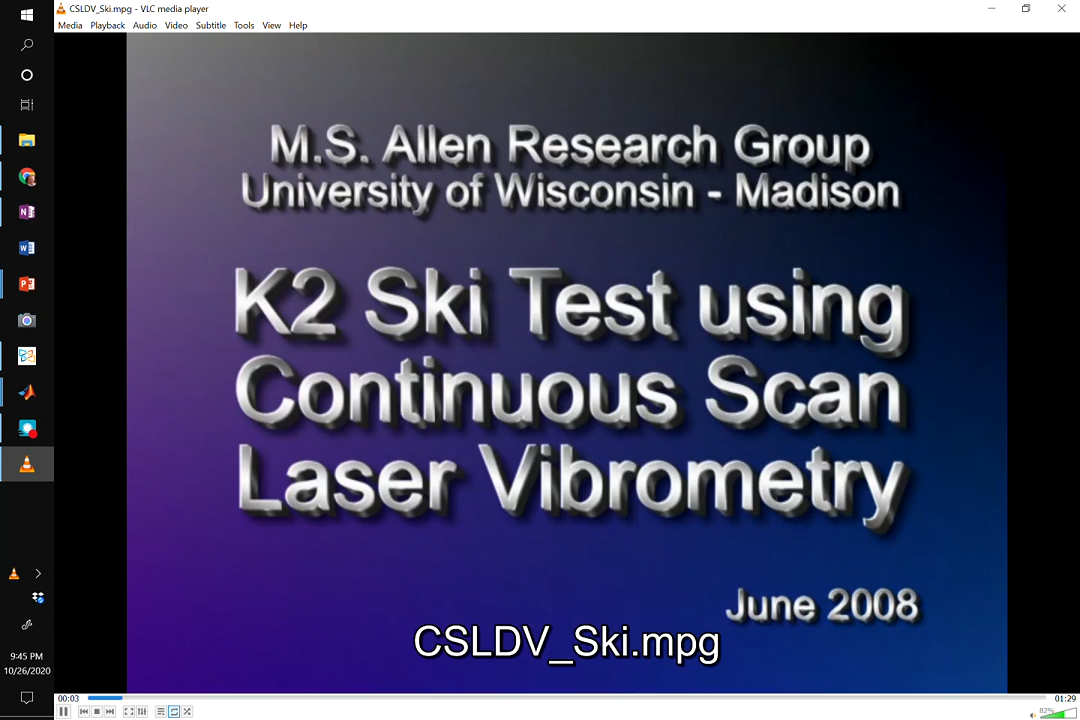 CSLDV_Ski.mpg - VLC media player
Media Playback Audio Video Subtitle Tools View Help
M.S. Allen Research Group
University of Wisconsin - Madison
K2 Ski Test using
Continuous Scan
Laser Vibrometry
June 2008
CSLDV_Ski.mpg
9:45 PM
10/26/2020
00:03
01:29
82%